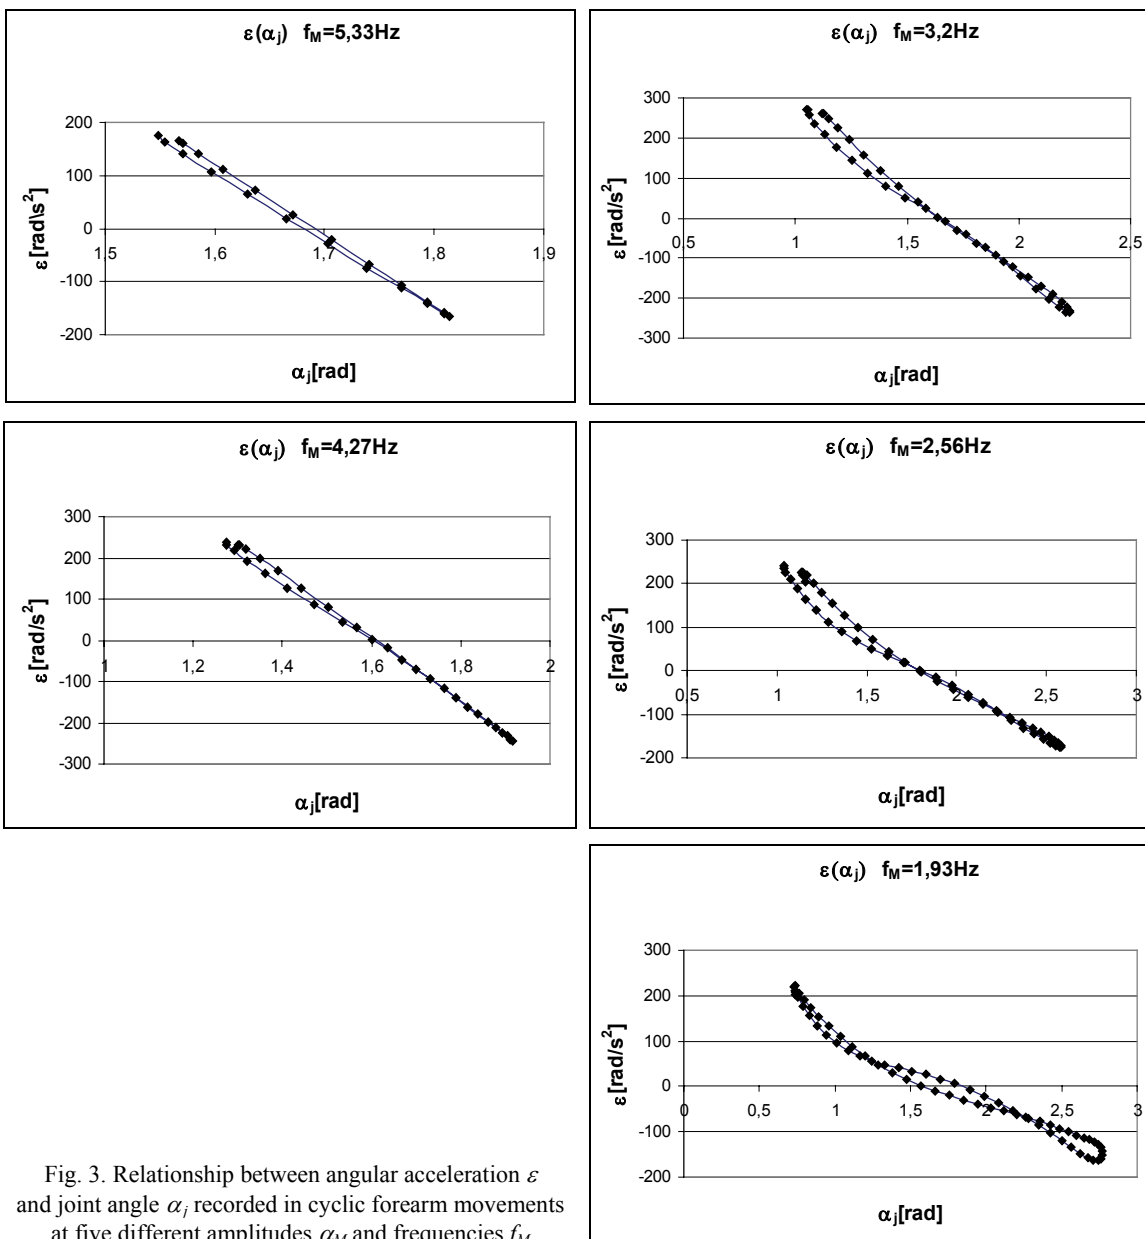 ε(αj) fM=5,33Hz
200
100
0
-100
-200
1,5 1,6 1,7 1,8 1,9
ε[rad\s2]
αj[rad]
ε(αj) fM=3,2Hz
300
200
100
0
-100
-200
-300
0,5 1 1,5 2 2,5
ε[rad/s2]
αj[rad]
ε(αj) fM=4,27Hz
300
200
100
0
-100
-200
-300
1 1,2 1,4 1,6 1,8 2
ε[rad/s2]
αj[rad]
ε(αj) fM=2,56Hz
300
200
100
0
-100
-200
0,5 1 1,5 2 2,5 3
ε[rad/s2]
αj[rad]
ε(αj) fM=1,93Hz
300
200
100
0
-100
-200
0 0,5 1 1,5 2 2,5 3
ε[rad/s2]
αj[rad]
Fig. 3. Relationship between angular acceleration ε
and joint angle αj recorded in cyclic forearm movements
at five different amplitudes αM and frequencies fM